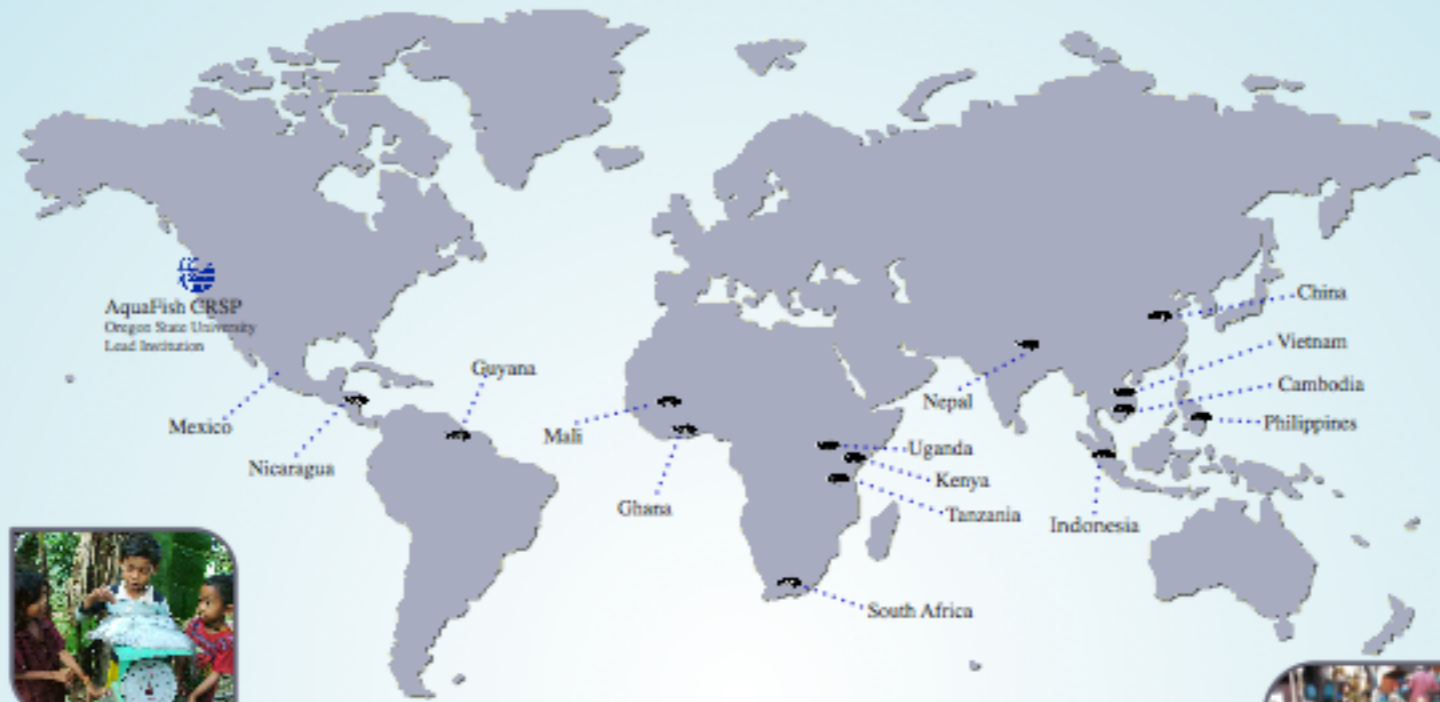 AquaFish CRSP
Oregon State University
Lead Institution
Mexico
Nicaragua
Guyana
Mali
Ghana
Nepal
Uganda
Kenya
Tanzania
South Africa
China
Vietnam
Cambodia
Philippines
Indonesia